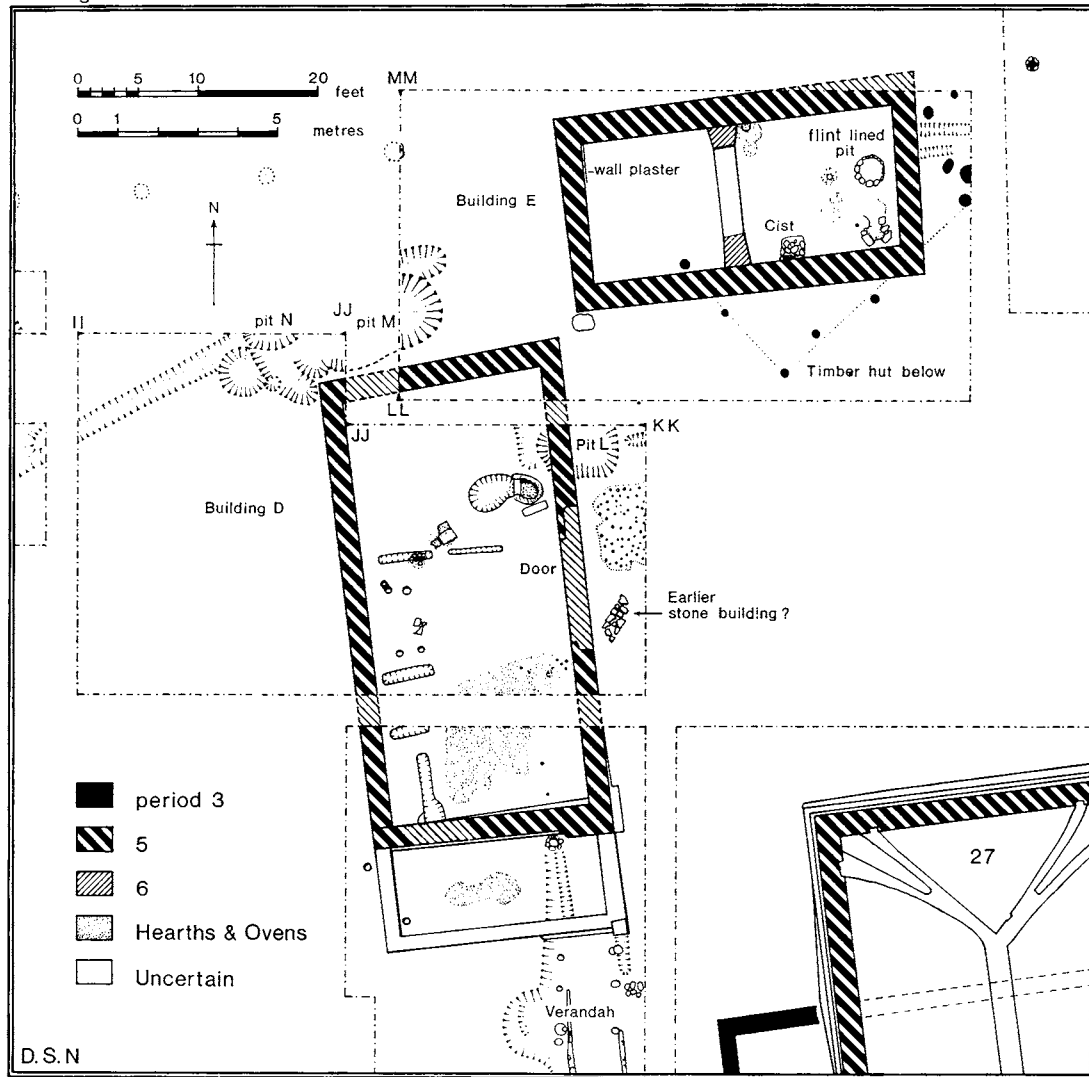 0 5 10 20 feet
0 1 5 metres
MM
flint lined
pit
wall plaster
Building E
Cist
N
II
pit N
JJ
pit M
Timber hut below
LL
JJ
KK
Pit L
Building D
Door
Earlier
stone building?
period 3
5
6
Hearths & Ovens
Uncertain
27
Verandah
D.S.N